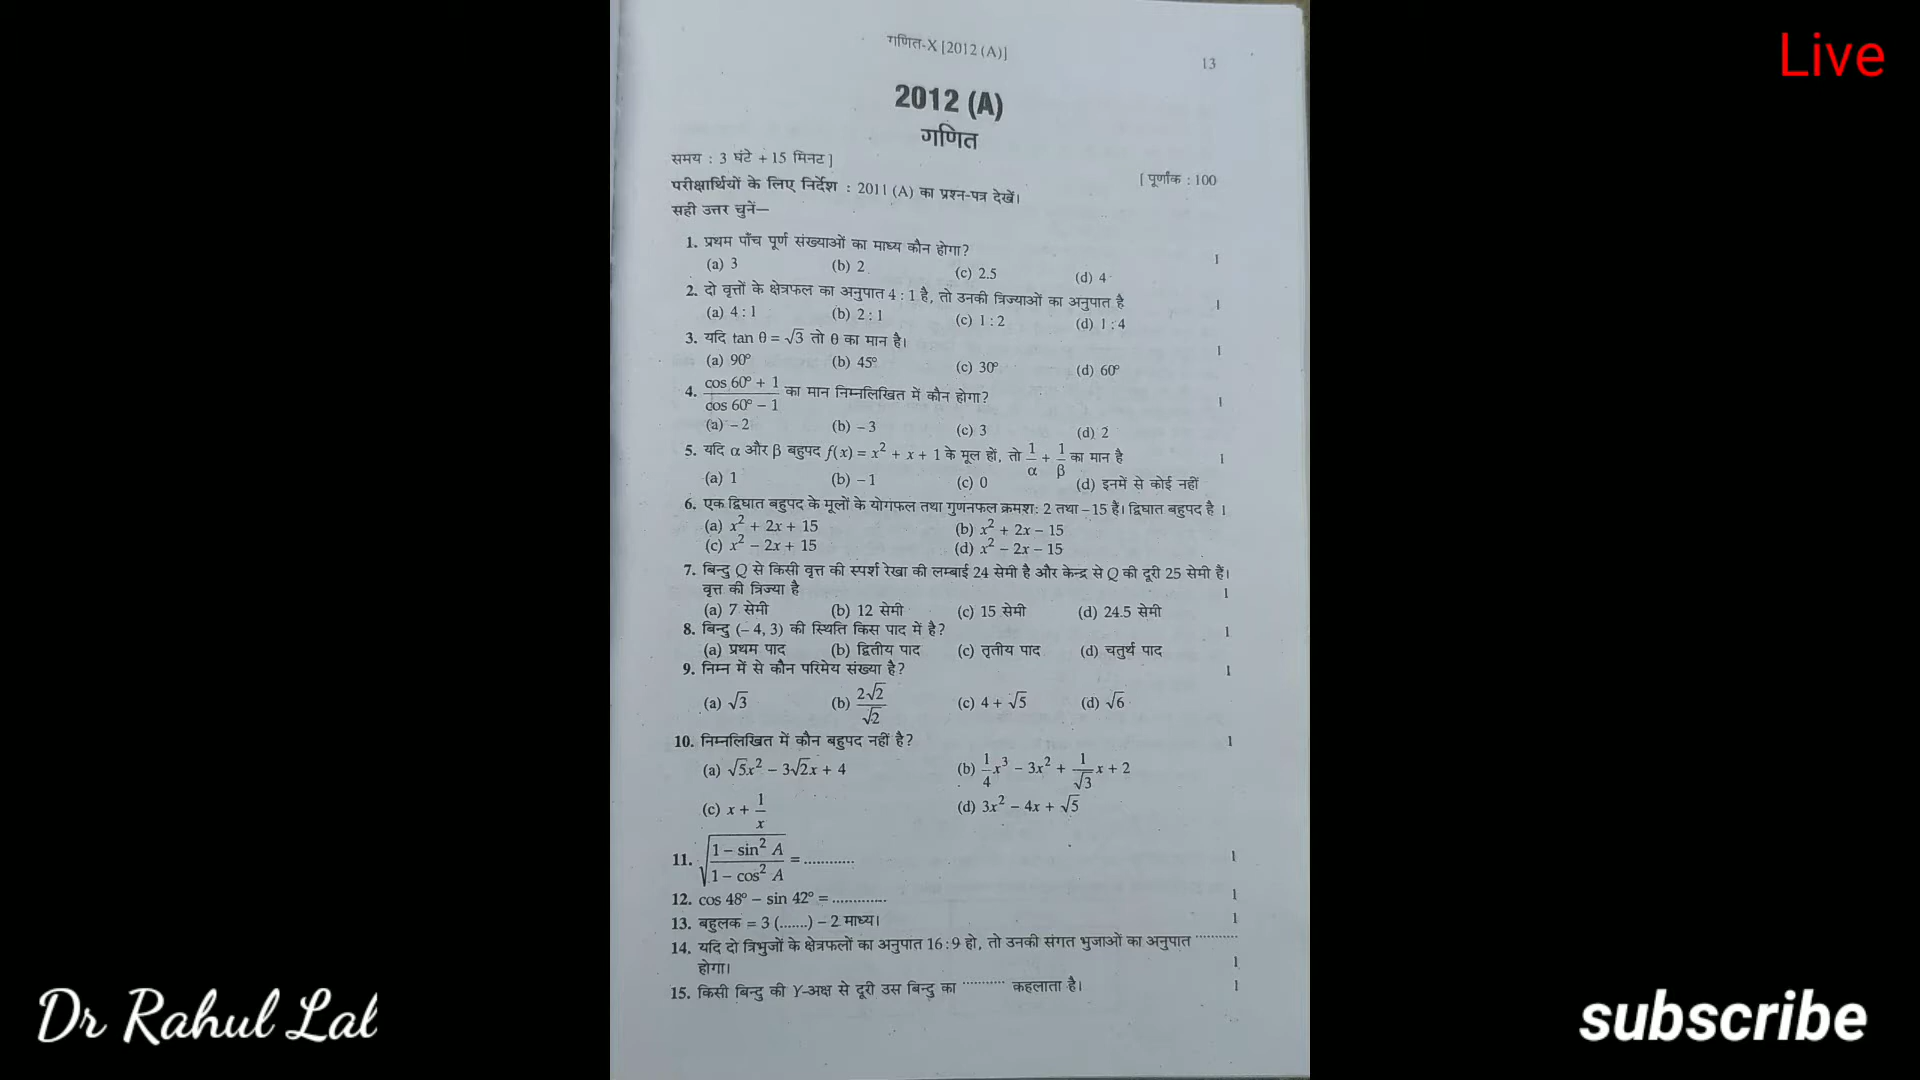 गणित-X [2012 (A)]
13
Live
2012 (A)
गणित
समय : 3 घंटे + 15 मिनट ]
[ पूर्णांक : 100
परीक्षार्थियों के लिए निर्देश : 2011 (A) का प्रश्न-पत्र देखें।
सही उत्तर चुनें—
1. प्रथम पाँच पूर्ण संख्याओं का माध्य कौन होगा? 1
(a) 3 (b) 2 (c) 2.5 (d) 4
2. दो वृत्तों के क्षेत्रफल का अनुपात 4 : 1 है, तो उनकी त्रिज्याओं का अनुपात है 1
(a) 4 : 1 (b) 2 : 1 (c) 1 : 2 (d) 1 : 4
3. यदि tan θ = √3 तो θ का मान है। 1
(a) 90° (b) 45° (c) 30° (d) 60°
4. (cos 60° + 1)/(cos 60° − 1) का मान निम्नलिखित में कौन होगा? 1
(a) – 2 (b) – 3 (c) 3 (d) 2
5. यदि α और β बहुपद f(x) = x² + x + 1 के मूल हों, तो 1/α + 1/β का मान है 1
(a) 1 (b) – 1 (c) 0 (d) इनमें से कोई नहीं
6. एक द्विघात बहुपद के मूलों के योगफल तथा गुणनफल क्रमश: 2 तथा – 15 हैं। द्विघात बहुपद है 1
(a) x² + 2x + 15 (b) x² + 2x – 15
(c) x² – 2x + 15 (d) x² – 2x – 15
7. बिन्दु Q से किसी वृत्त की स्पर्श रेखा की लम्बाई 24 सेमी है और केन्द्र से Q की दूरी 25 सेमी हैं।
वृत्त की त्रिज्या है 1
(a) 7 सेमी (b) 12 सेमी (c) 15 सेमी (d) 24.5 सेमी
8. बिन्दु (– 4, 3) की स्थिति किस पाद में है? 1
(a) प्रथम पाद (b) द्वितीय पाद (c) तृतीय पाद (d) चतुर्थ पाद
9. निम्न में से कौन परिमेय संख्या है? 1
(a) √3 (b) 2√2/√2 (c) 4 + √5 (d) √6
10. निम्नलिखित में कौन बहुपद नहीं है? 1
(a) √5x² – 3√2x + 4 (b) 1/4 x³ – 3x² + 1/√3 x + 2
(c) x + 1/x (d) 3x² – 4x + √5
11. √((1 – sin² A)/(1 – cos² A)) = ............ 1
12. cos 48° – sin 42° = ............. 1
13. बहुलक = 3 (.......) – 2 माध्य। 1
14. यदि दो त्रिभुजों के क्षेत्रफलों का अनुपात 16 : 9 हो, तो उनकी संगत भुजाओं का अनुपात ..........
होगा। 1
15. किसी बिन्दु की Y-अक्ष से दूरी उस बिन्दु का .......... कहलाता है। 1
Dr Rahul Lal
subscribe